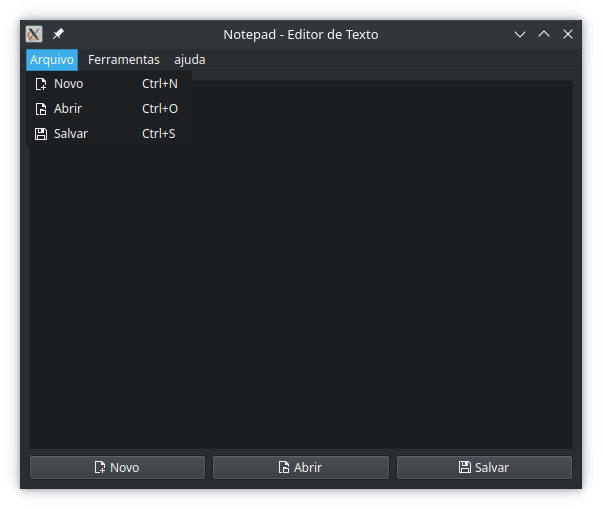 Notepad - Editor de Texto
Arquivo Ferramentas ajuda
Novo Ctrl+N
Abrir Ctrl+O
Salvar Ctrl+S
Novo Abrir Salvar